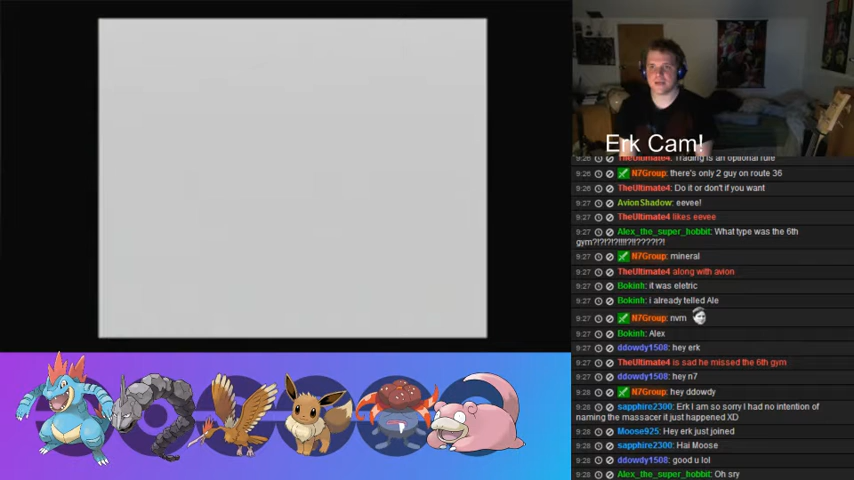 Erk Cam!
9:26 TheUltimate4: Trading is an optional rule
9:26 N7Group: there's only 2 guy on route 36
9:26 TheUltimate4: Do it or don't if you want
9:27 AvionShadow: eevee!
9:27 TheUltimate4 likes eevee
9:27 Alex_the_super_hobbit: What type was the 6th
gym?!?!?!!!!?!!????!?!
9:27 N7Group: mineral
9:27 TheUltimate4 along with avion
9:27 Bokinh: it was eletric
9:27 Bokinh: i already told Ale
9:27 N7Group: nvm
9:27 Bokinh: Alex
9:27 ddowdy1508: hey erk
9:27 TheUltimate4 is sad he missed the 6th gym
9:27 ddowdy1508: hey n7
9:28 N7Group: hey ddowdy
9:28 sapphire2300: Erk I am so sorry I had no intention of
naming the massacer it just happened XD
9:28 Moose925: Hey erk just joined
9:28 sapphire2300: Hai Moose
9:28 ddowdy1508: good u lol
9:28 Alex_the_super_hobbit: Oh sry